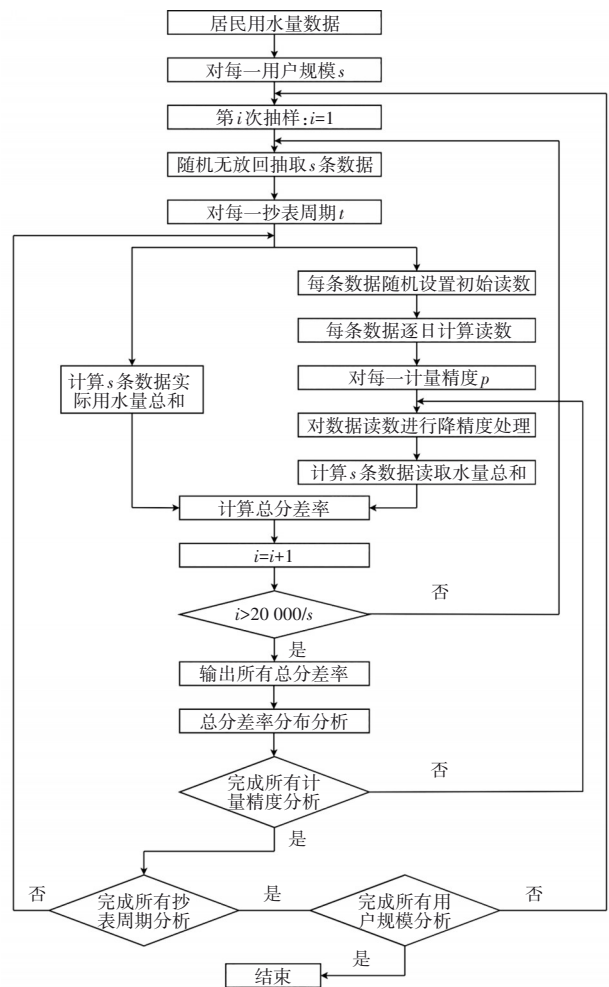 居民用水量数据
对每一用户规模s
第i次抽样:i=1
随机无放回抽取s条数据
对每一抄表周期t
每条数据随机设置初始读数
每条数据逐日计算读数
计算s条数据实
际用水量总和
对每一计量精度p
对数据读数进行降精度处理
计算s条数据读取水量总和
计算总分差率
i=i+1
否
i>20 000/s
是
输出所有总分差率
总分差率分布分析
否
完成所有计
量精度分析
是
否
完成所有抄
表周期分析
是
完成所有用
户规模分析
否
是
结束